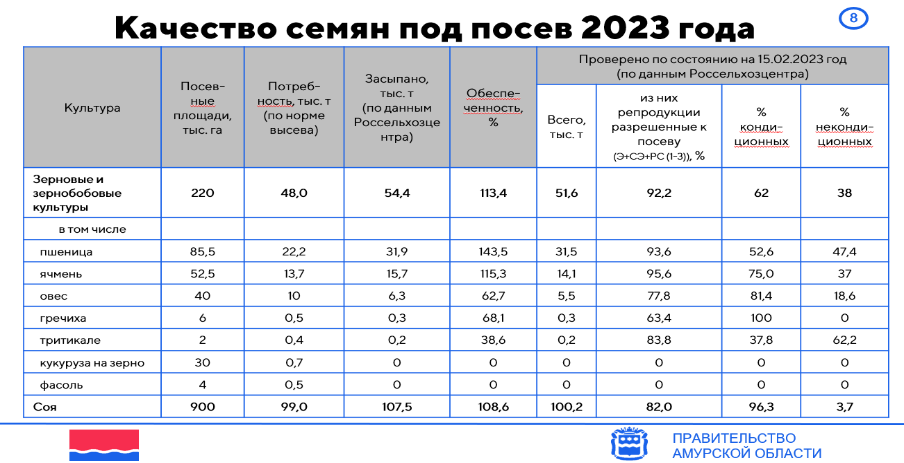 Качество семян под посев 2023 года
8
Культура
Посев-
ные
площади,
тыс. га
Потреб-
ность, тыс. т
(по норме
высева)
Засыпано,
тыс. т
(по данным
Россельхозце
нтра)
Обеспе-
ченность,
%
Проверено по состоянию на 15.02.2023 год
(по данным Россельхозцентра)
Всего,
тыс. т
из них
репродукции
разрешенные к
посеву
(Э+СЭ+РС (1-3)), %
%
конди-
ционных
%
неконди-
ционных
Зерновые и
зернобобовые
культуры
220 48,0 54,4 113,4 51,6 92,2 62 38
в том числе
пшеница 85,5 22,2 31,9 143,5 31,5 93,6 52,6 47,4
ячмень 52,5 13,7 15,7 115,3 14,1 95,6 75,0 37
овес 40 10 6,3 62,7 5,5 77,8 81,4 18,6
гречиха 6 0,5 0,3 68,1 0,3 63,4 100 0
тритикале 2 0,4 0,2 38,6 0,2 83,8 37,8 62,2
кукуруза на зерно 30 0,7 0 0 0 0 0 0
фасоль 4 0,5 0 0 0 0 0 0
Соя 900 99,0 107,5 108,6 100,2 82,0 96,3 3,7
ПРАВИТЕЛЬСТВО
АМУРСКОЙ ОБЛАСТИ